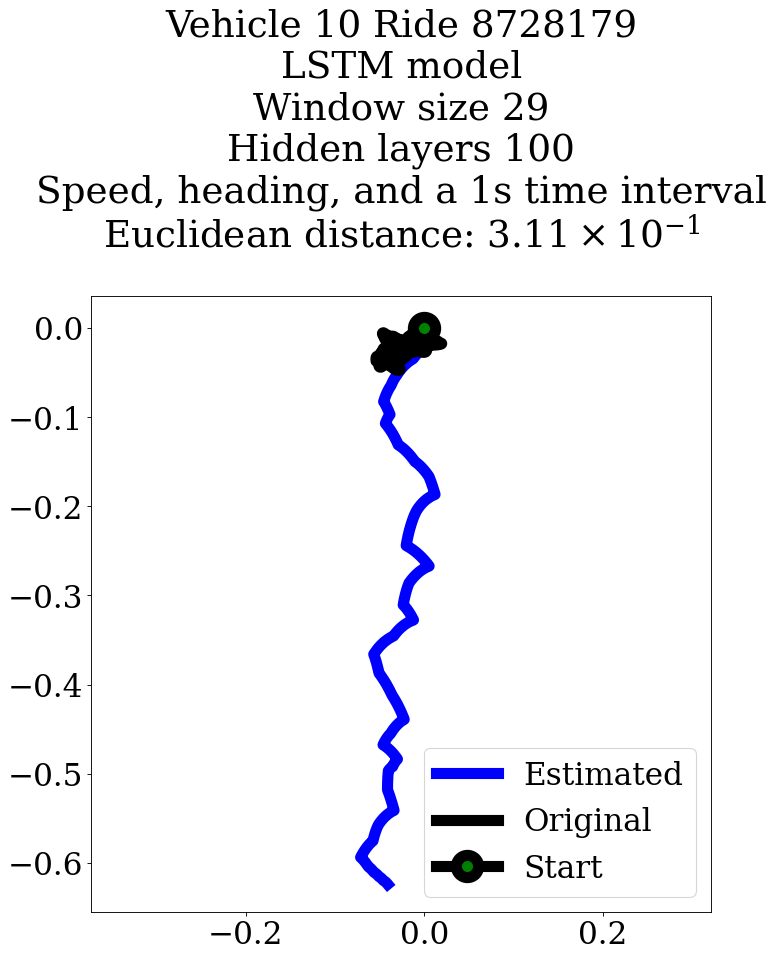 Vehicle 10 Ride 8728179
LSTM model
Window size 29
Hidden layers 100
Speed, heading, and a 1s time interval
Euclidean distance: 3.11 × 10⁻¹
0.0
−0.1
−0.2
−0.3
−0.4
−0.5
−0.6
Estimated
Original
Start
−0.2 0.0 0.2